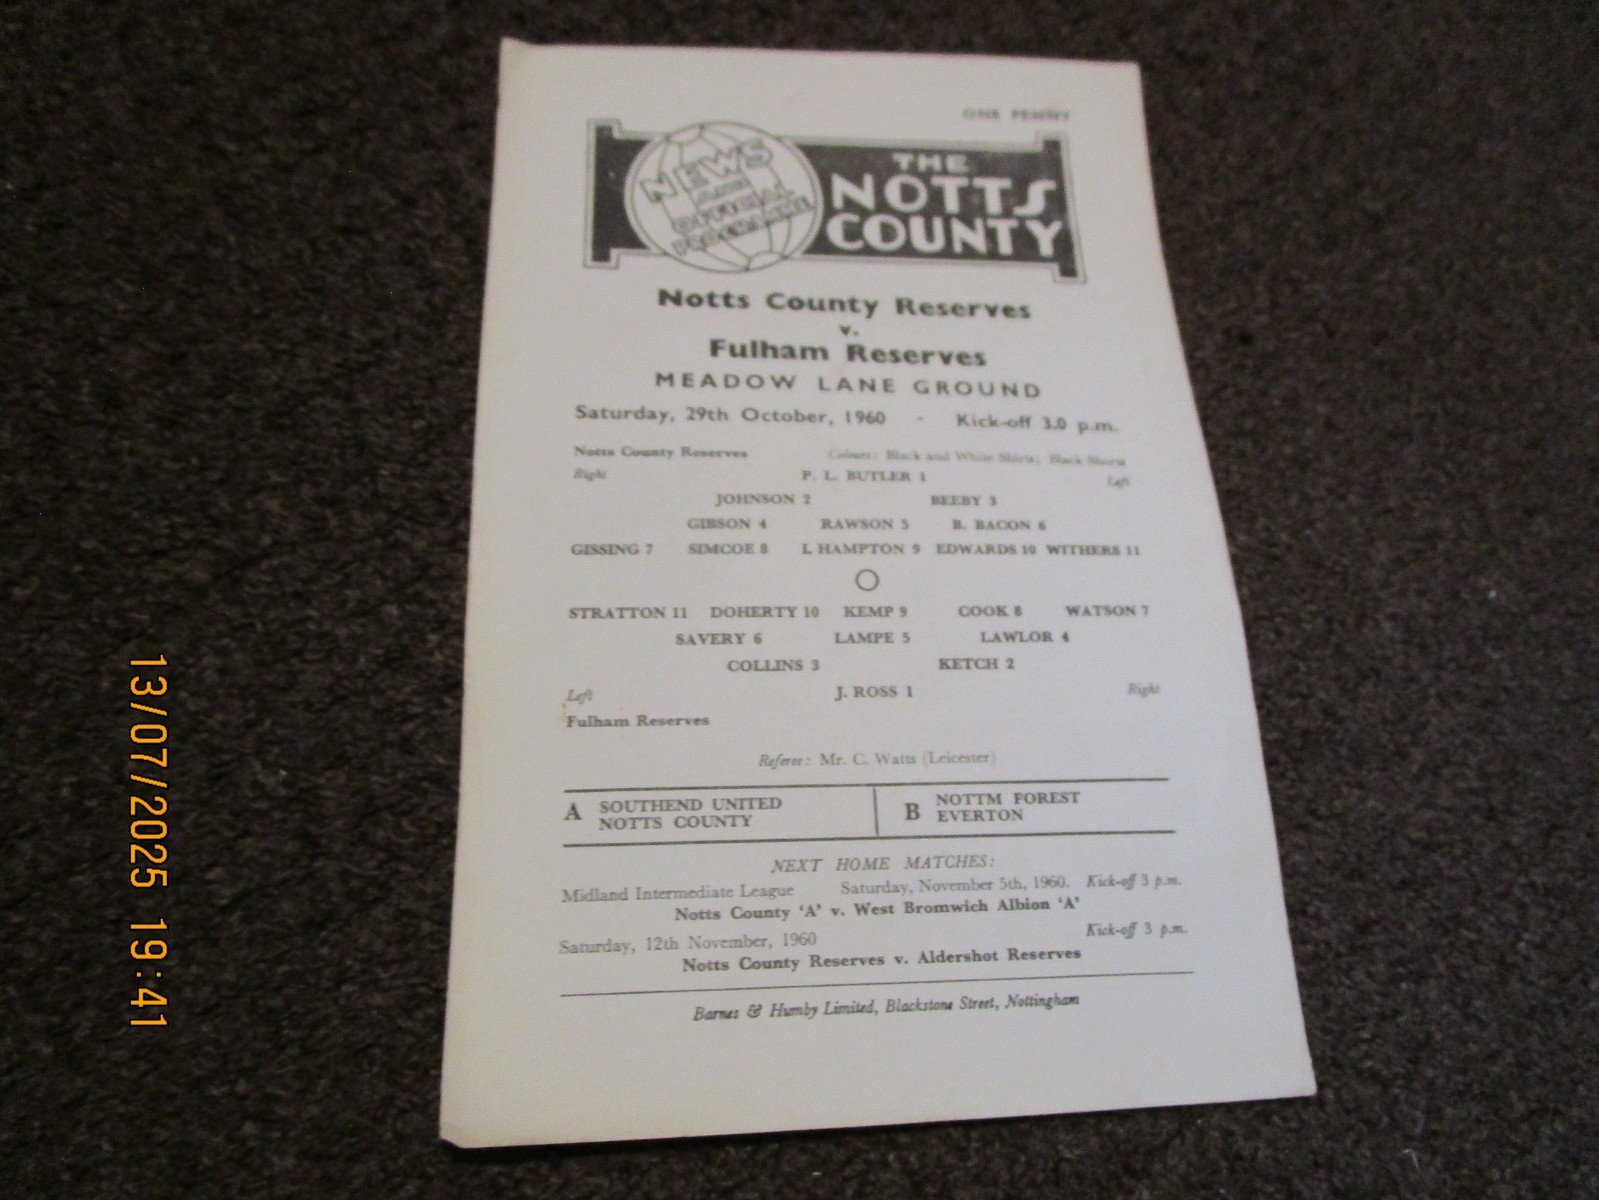 ONE PENNY
NEWS
AND
OFFICIAL
PROGRAMME
THE
NOTTS
COUNTY
Notts County Reserves
v.
Fulham Reserves
MEADOW LANE GROUND
Saturday, 29th October, 1960 · Kick-off 3.0 p.m.
Notts County Reserves Colours: Black and White Shirts; Black Shorts
Right P. L. BUTLER 1 Left
JOHNSON 2 BEEBY 3
GIBSON 4 RAWSON 5 B. BACON 6
GISSING 7 SIMCOE 8 I. HAMPTON 9 EDWARDS 10 WITHERS 11
STRATTON 11 DOHERTY 10 KEMP 9 COOK 8 WATSON 7
SAVERY 6 LAMPE 5 LAWLOR 4
COLLINS 3 KETCH 2
Left J. ROSS 1 Right
Fulham Reserves
Referee: Mr. C. Watts (Leicester)
A SOUTHEND UNITED
NOTTS COUNTY
B NOTTM FOREST
EVERTON
NEXT HOME MATCHES:
Midland Intermediate League Saturday, November 5th, 1960. Kick-off 3 p.m.
Notts County 'A' v. West Bromwich Albion 'A'
Saturday, 12th November, 1960 Kick-off 3 p.m.
Notts County Reserves v. Aldershot Reserves
Barnes & Humby Limited, Blackstone Street, Nottingham
13/07/2025 19:41